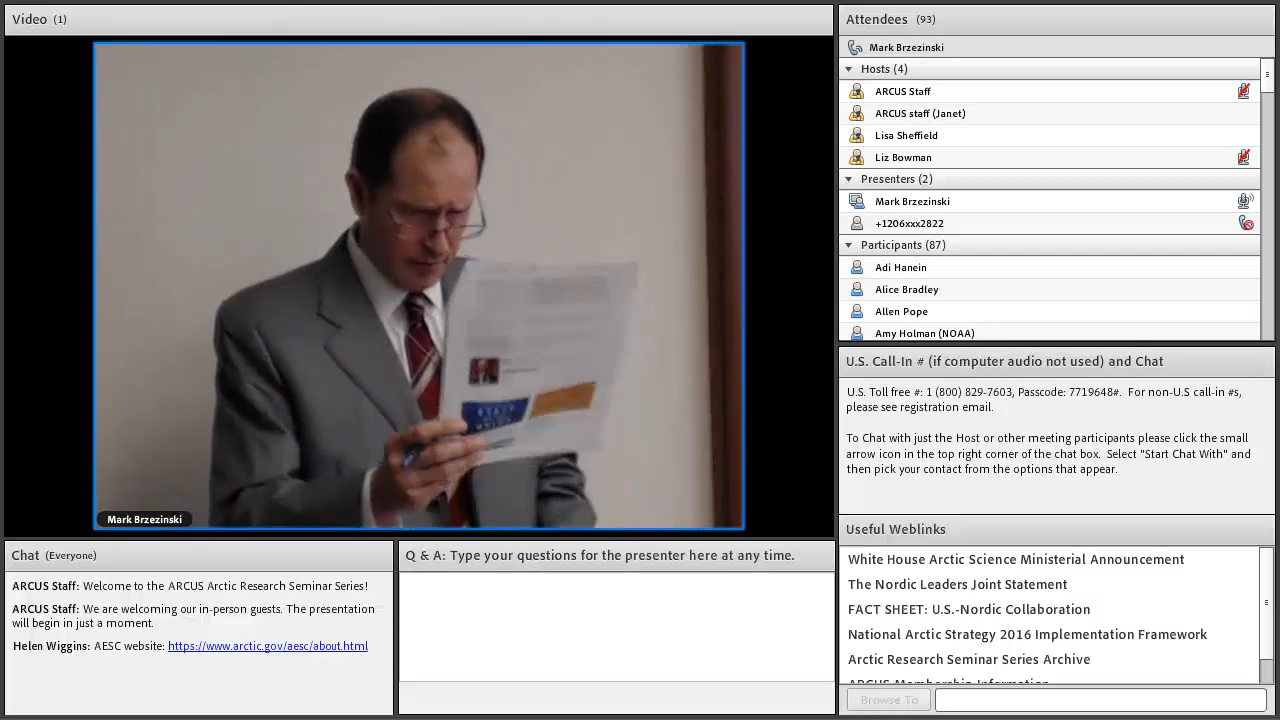 Video (1)
Mark Brzezinski
Chat (Everyone)
ARCUS Staff: Welcome to the ARCUS Arctic Research Seminar Series!
ARCUS Staff: We are welcoming our in-person guests. The presentation
will begin in just a moment.
Helen Wiggins: AESC website: https://www.arctic.gov/aesc/about.html
Q & A: Type your questions for the presenter here at any time.
Attendees (93)
Mark Brzezinski
Hosts (4)
ARCUS Staff
ARCUS staff (Janet)
Lisa Sheffield
Liz Bowman
Presenters (2)
Mark Brzezinski
+1206xxx2822
Participants (87)
Adi Hanein
Alice Bradley
Allen Pope
Amy Holman (NOAA)
U.S. Call-In # (if computer audio not used) and Chat
U.S. Toll free #: 1 (800) 829-7603, Passcode: 7719648#. For non-U.S call-in #s,
please see registration email.
To Chat with just the Host or other meeting participants please click the small
arrow icon in the top right corner of the chat box. Select "Start Chat With" and
then pick your contact from the options that appear.
Useful Weblinks
White House Arctic Science Ministerial Announcement
The Nordic Leaders Joint Statement
FACT SHEET: U.S.-Nordic Collaboration
National Arctic Strategy 2016 Implementation Framework
Arctic Research Seminar Series Archive
ARCUS Membership Information
Browse To